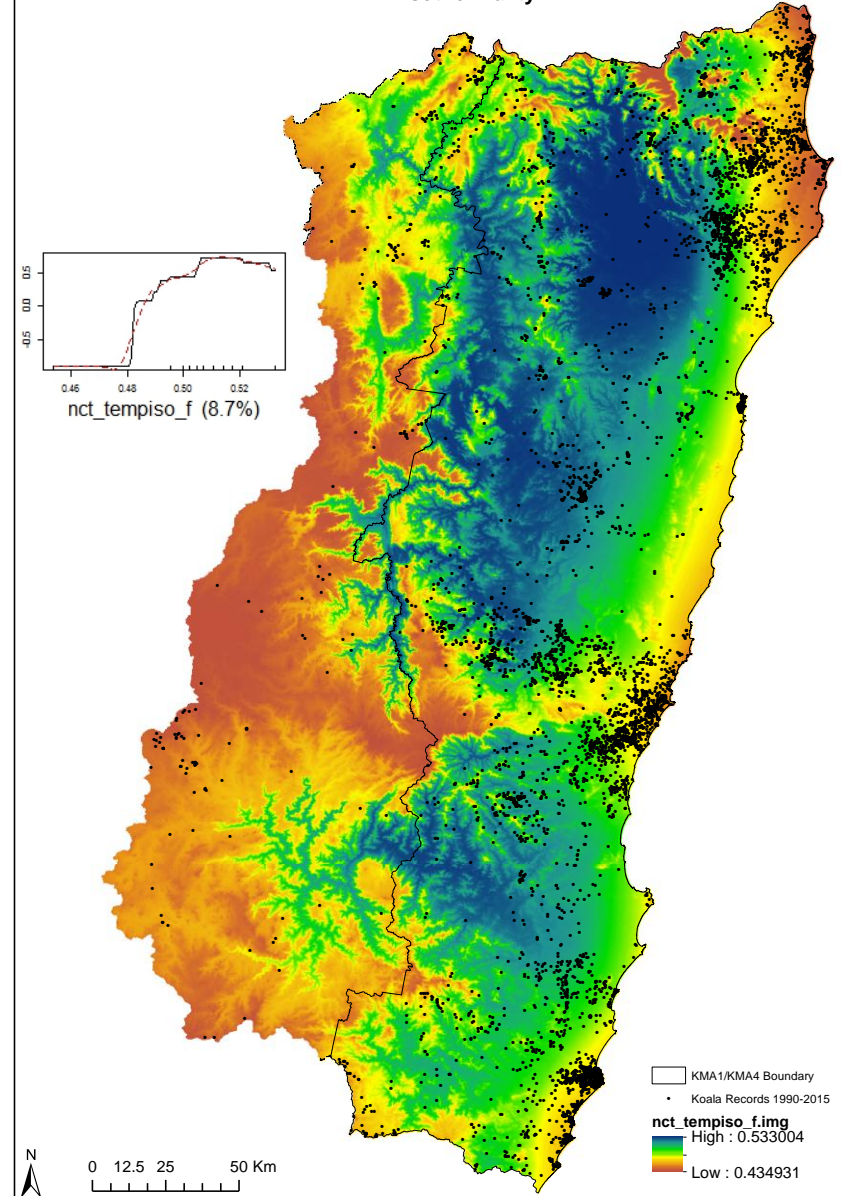 0.5
0.0
-0.5
0.46 0.48 0.50 0.52
nct_tempiso_f (8.7%)
KMA1/KMA4 Boundary
Koala Records 1990-2015
nct_tempiso_f.img
High : 0.533004
Low : 0.434931
N
0 12.5 25 50 Km